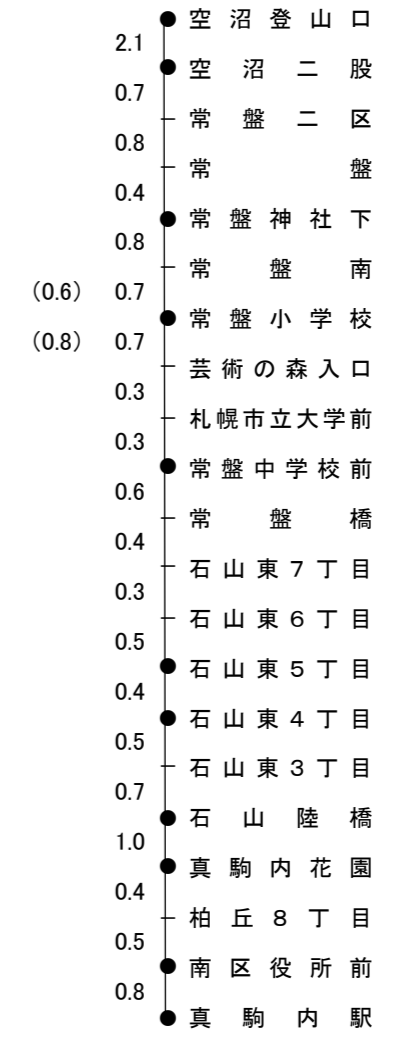 空沼登山口
2.1
空沼二股
0.7
常盤二区
0.8
常盤
0.4
常盤神社下
0.8
常盤南
（0.6） 0.7
常盤小学校
（0.8） 0.7
芸術の森入口
0.3
札幌市立大学前
0.3
常盤中学校前
0.6
常盤橋
0.4
石山東７丁目
0.3
石山東６丁目
0.5
石山東５丁目
0.4
石山東４丁目
0.5
石山東３丁目
0.7
石山陸橋
1.0
真駒内花園
0.4
柏丘８丁目
0.5
南区役所前
0.8
真駒内駅